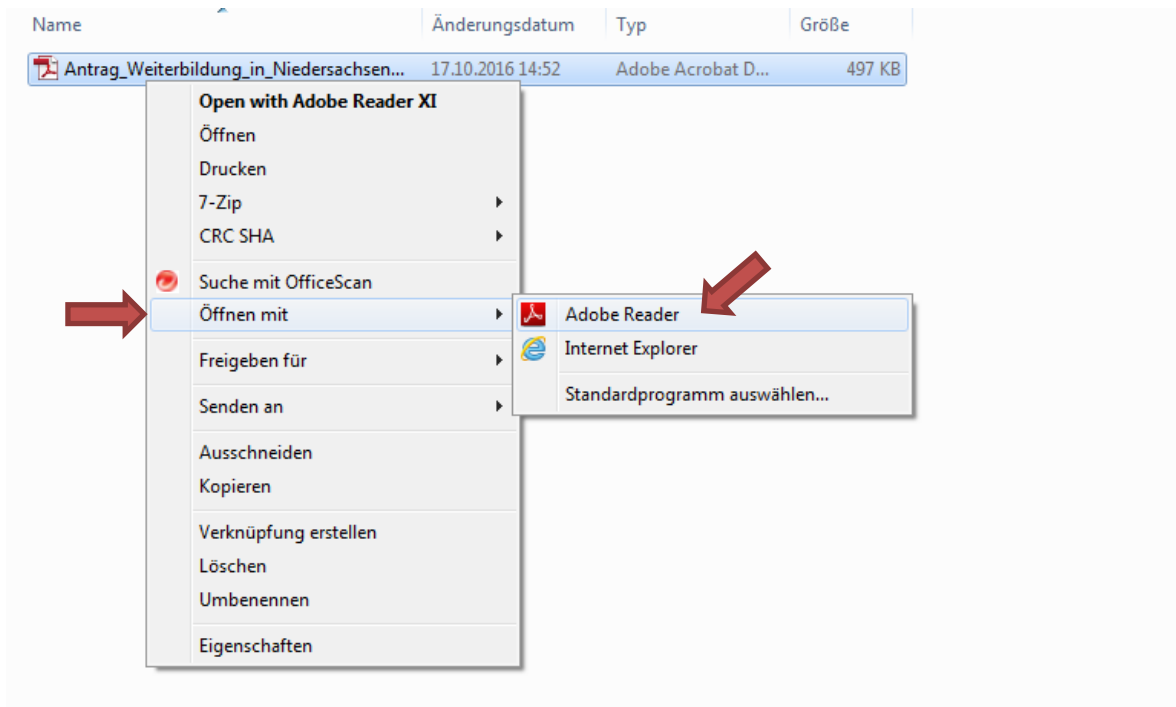 Name Änderungsdatum Typ Größe
Antrag_Weiterbildung_in_Niedersachsen... 17.10.2016 14:52 Adobe Acrobat D... 497 KB
Open with Adobe Reader XI
Öffnen
Drucken
7-Zip
CRC SHA
Suche mit OfficeScan
Öffnen mit
Adobe Reader
Internet Explorer
Standardprogramm auswählen...
Freigeben für
Senden an
Ausschneiden
Kopieren
Verknüpfung erstellen
Löschen
Umbenennen
Eigenschaften